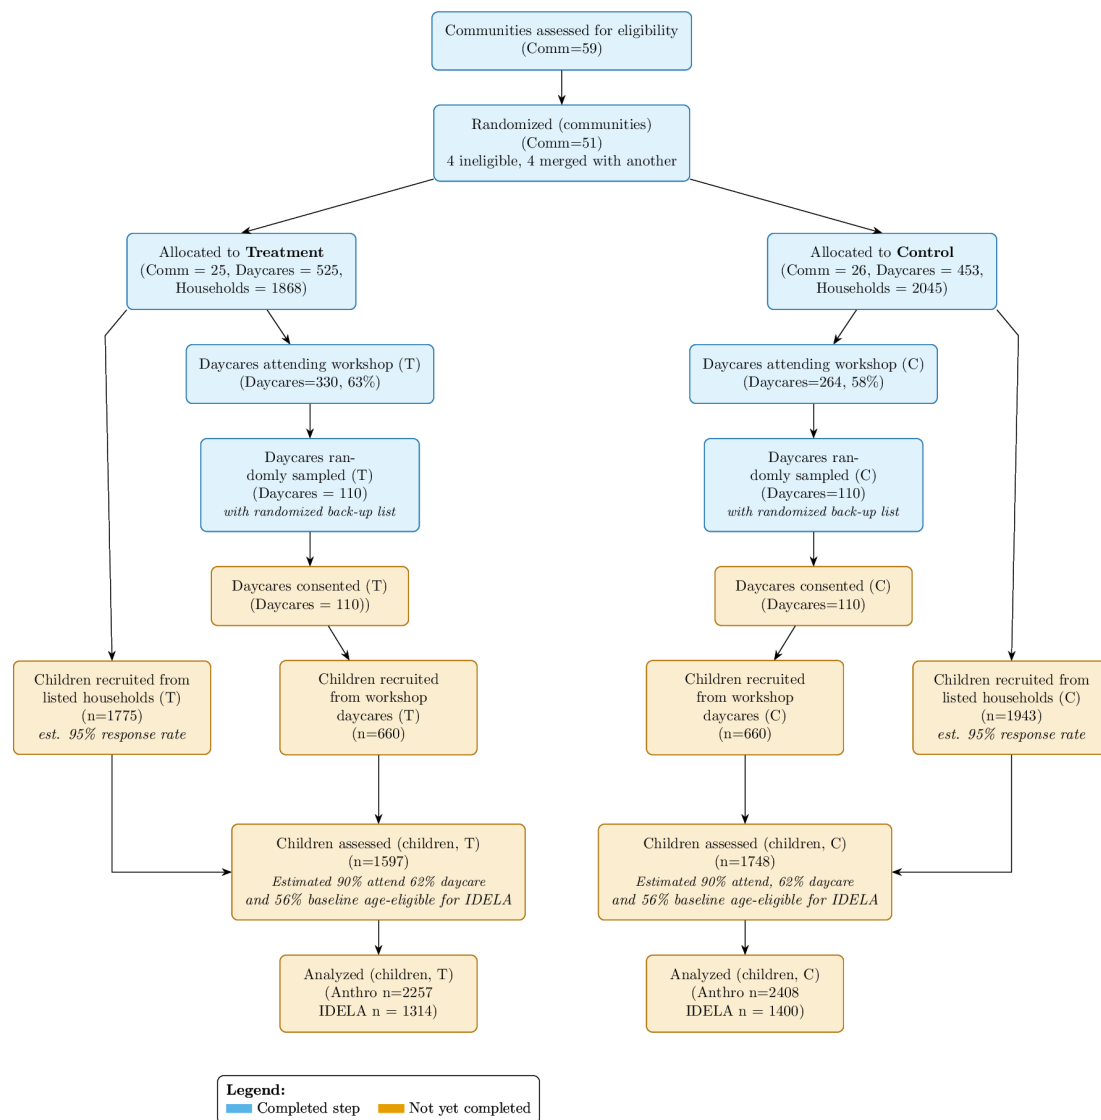 Communities assessed for eligibility
(Comm=59)
Randomized (communities)
(Comm=51)
4 ineligible, 4 merged with another
Allocated to Treatment
(Comm = 25, Daycares = 525,
Households = 1868)
Allocated to Control
(Comm = 26, Daycares = 453,
Households = 2045)
Daycares attending workshop (T)
(Daycares=330, 63%)
Daycares attending workshop (C)
(Daycares=264, 58%)
Daycares ran-
domly sampled (T)
(Daycares = 110)
with randomized back-up list
Daycares ran-
domly sampled (C)
(Daycares=110)
with randomized back-up list
Daycares consented (T)
(Daycares = 110))
Daycares consented (C)
(Daycares=110)
Children recruited from
listed households (T)
(n=1775)
est. 95% response rate
Children recruited
from workshop
daycares (T)
(n=660)
Children recruited
from workshop
daycares (C)
(n=660)
Children recruited from
listed households (C)
(n=1943)
est. 95% response rate
Children assessed (children, T)
(n=1597)
Estimated 90% attend 62% daycare
and 56% baseline age-eligible for IDELA
Children assessed (children, C)
(n=1748)
Estimated 90% attend, 62% daycare
and 56% baseline age-eligible for IDELA
Analyzed (children, T)
(Anthro n=2257
IDELA n = 1314)
Analyzed (children, C)
(Anthro n=2408
IDELA n = 1400)
Legend:
Completed step
Not yet completed